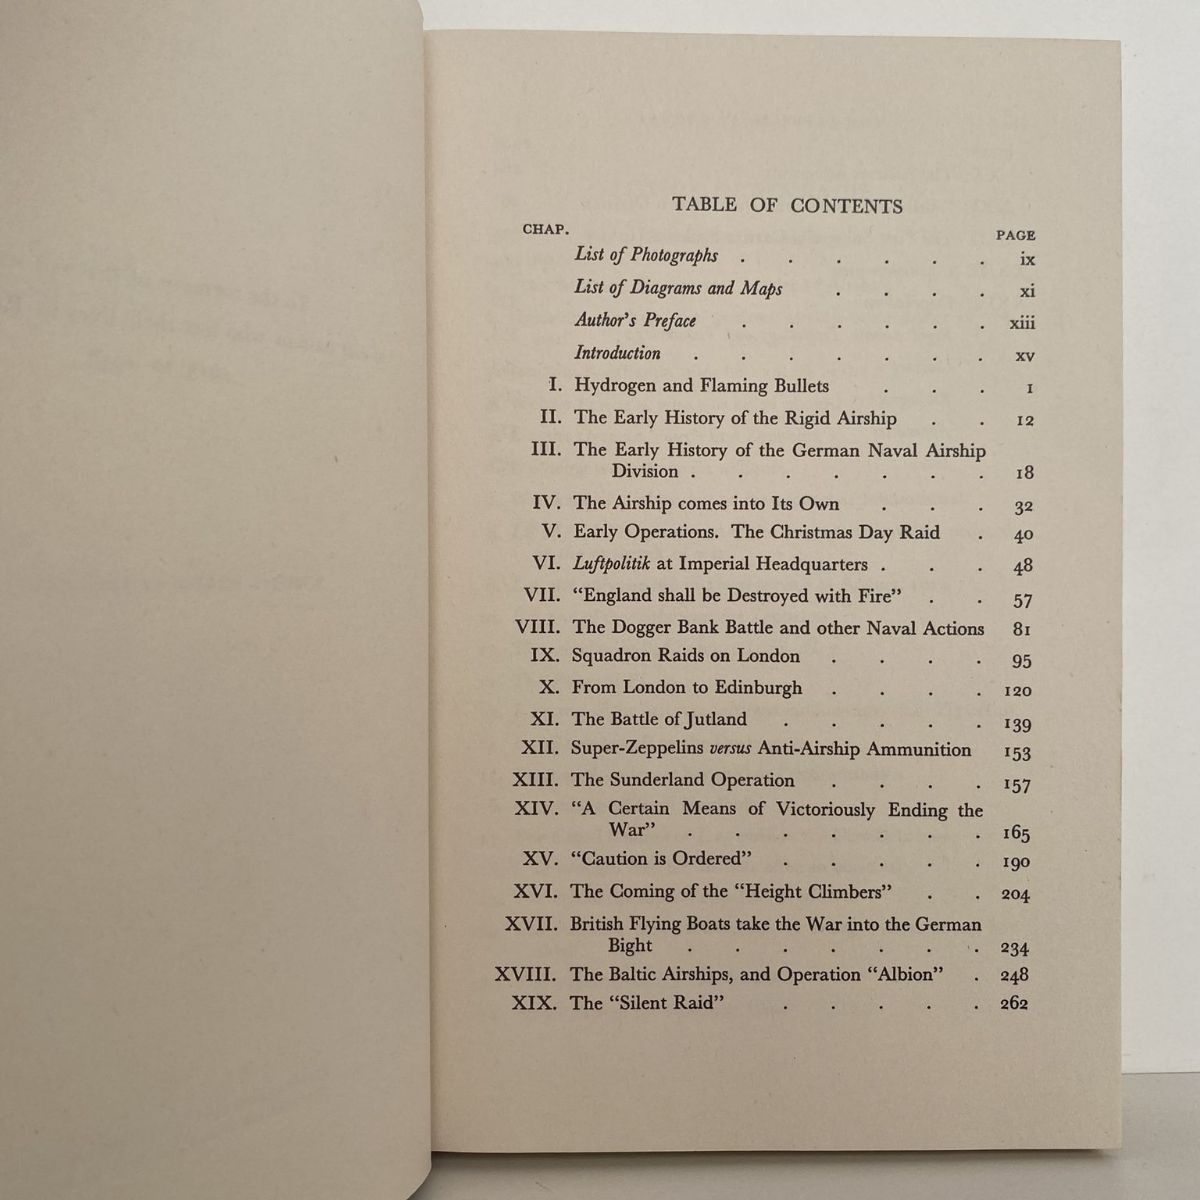 TABLE OF CONTENTS
CHAP. PAGE
List of Photographs . . . . . . ix
List of Diagrams and Maps . . . . xi
Author's Preface . . . . . . xiii
Introduction . . . . . . . xv
I. Hydrogen and Flaming Bullets . . . 1
II. The Early History of the Rigid Airship . . 12
III. The Early History of the German Naval Airship
Division . . . . . . . 18
IV. The Airship comes into Its Own . . . 32
V. Early Operations. The Christmas Day Raid . 40
VI. Luftpolitik at Imperial Headquarters . . . 48
VII. "England shall be Destroyed with Fire" . . 57
VIII. The Dogger Bank Battle and other Naval Actions 81
IX. Squadron Raids on London . . . . 95
X. From London to Edinburgh . . . . 120
XI. The Battle of Jutland . . . . . 139
XII. Super-Zeppelins versus Anti-Airship Ammunition 153
XIII. The Sunderland Operation . . . . 157
XIV. "A Certain Means of Victoriously Ending the
War" . . . . . . . 165
XV. "Caution is Ordered" . . . . . 190
XVI. The Coming of the "Height Climbers" . . 204
XVII. British Flying Boats take the War into the German
Bight . . . . . . . 234
XVIII. The Baltic Airships, and Operation "Albion" . 248
XIX. The "Silent Raid" . . . . . 262